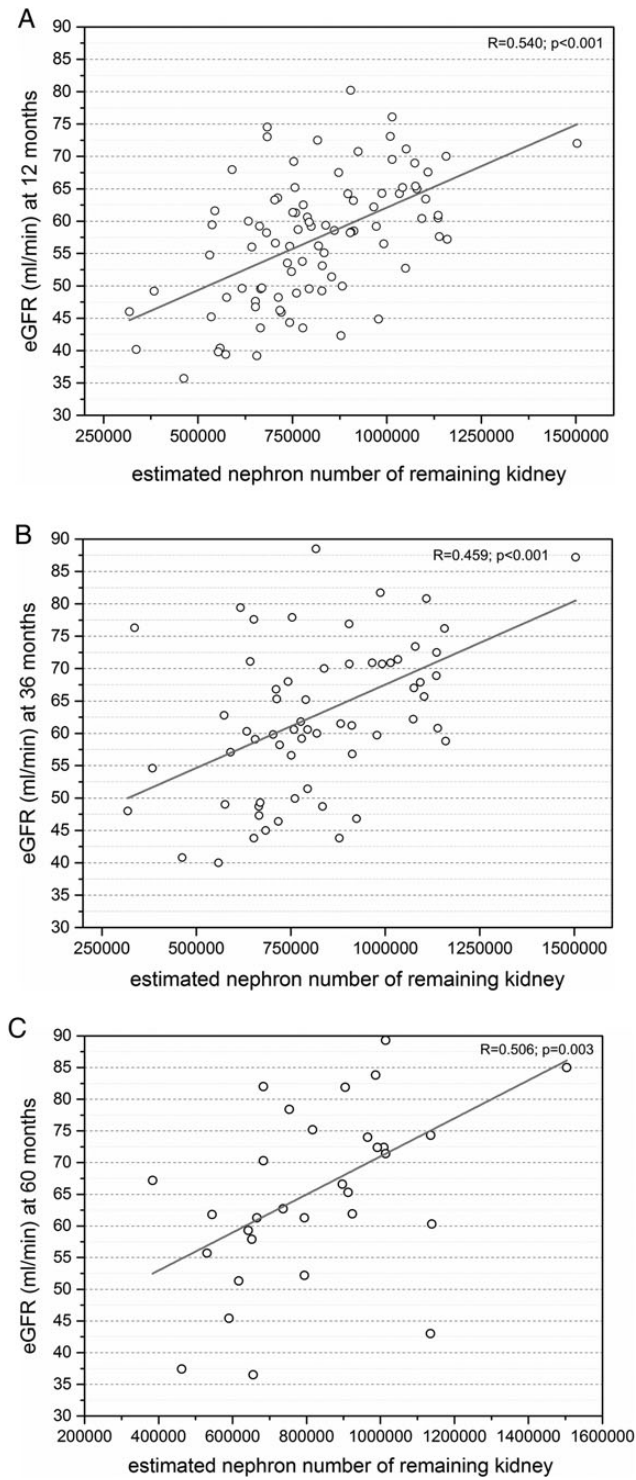 A
R=0.540; p<0.001
90
85
80
75
70
65
60
55
50
45
40
35
30
eGFR (ml/min) at 12 months
250000 500000 750000 1000000 1250000 1500000
estimated nephron number of remaining kidney
B
R=0.459; p<0.001
90
85
80
75
70
65
60
55
50
45
40
35
30
eGFR (ml/min) at 36 months
250000 500000 750000 1000000 1250000 1500000
estimated nephron number of remaining kidney
C
R=0.506; p=0.003
90
85
80
75
70
65
60
55
50
45
40
35
30
eGFR (ml/min) at 60 months
200000 400000 600000 800000 1000000 1200000 1400000 1600000
estimated nephron number of remaining kidney